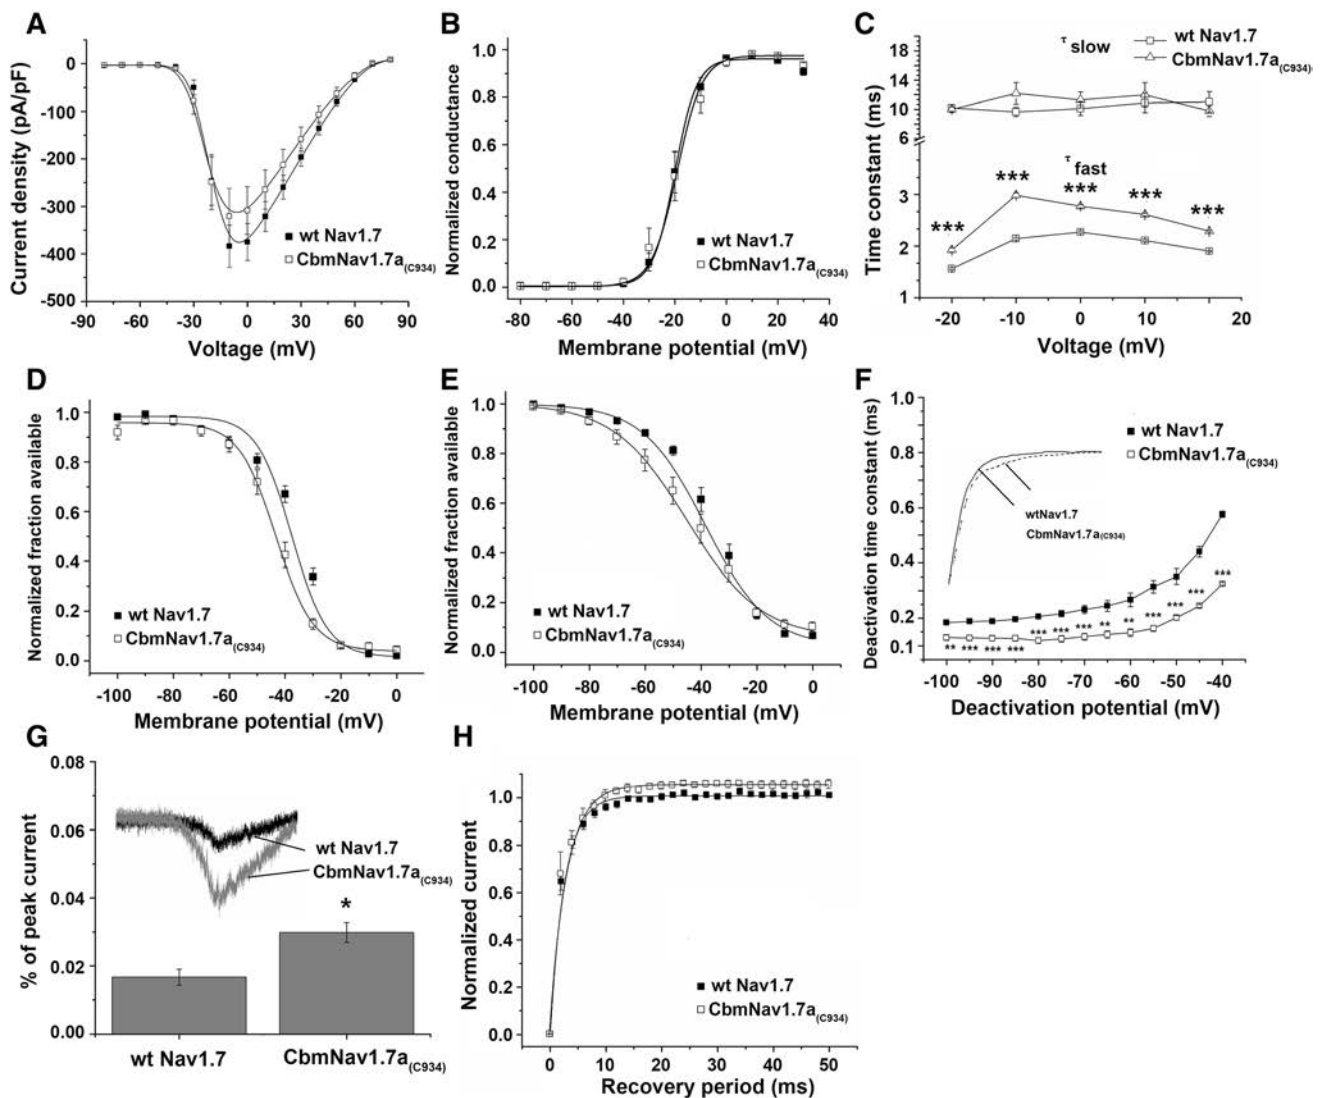 A
Current density (pA/pF)
0
-100
-200
-300
-400
-500
wt Nav1.7
CbmNav1.7a(C934)
-90 -60 -30 0 30 60 90
Voltage (mV)
B
Normalized conductance
1.0
0.8
0.6
0.4
0.2
0.0
wt Nav1.7
CbmNav1.7a(C934)
-80 -60 -40 -20 0 20 40
Membrane potential (mV)
C
Time constant (ms)
18
14
10
6
3
2
1
τ slow
wt Nav1.7
CbmNav1.7a(C934)
τ fast
*** *** *** *** ***
-20 -10 0 10 20
Voltage (mV)
D
Normalized fraction available
1.0
0.8
0.6
0.4
0.2
0.0
wt Nav1.7
CbmNav1.7a(C934)
-100 -80 -60 -40 -20 0
Membrane potential (mV)
E
Normalized fraction available
1.0
0.8
0.6
0.4
0.2
0.0
wt Nav1.7
CbmNav1.7a(C934)
-100 -80 -60 -40 -20 0
Membrane potential (mV)
F
Deactivation time constant (ms)
1.0
0.8
0.6
0.4
0.2
0.1
wt Nav1.7
CbmNav1.7a(C934)
wtNav1.7
CbmNav1.7a(C934)
** *** *** *** *** *** *** ** ** *** *** *** ***
-100 -90 -80 -70 -60 -50 -40
Deactivation potential (mV)
G
% of peak current
0.08
0.06
0.04
0.02
0.00
wt Nav1.7
CbmNav1.7a(C934)
*
wt Nav1.7 CbmNav1.7a(C934)
H
Normalized current
1.0
0.8
0.6
0.4
0.2
0.0
wt Nav1.7
CbmNav1.7a(C934)
0 10 20 30 40 50
Recovery period (ms)